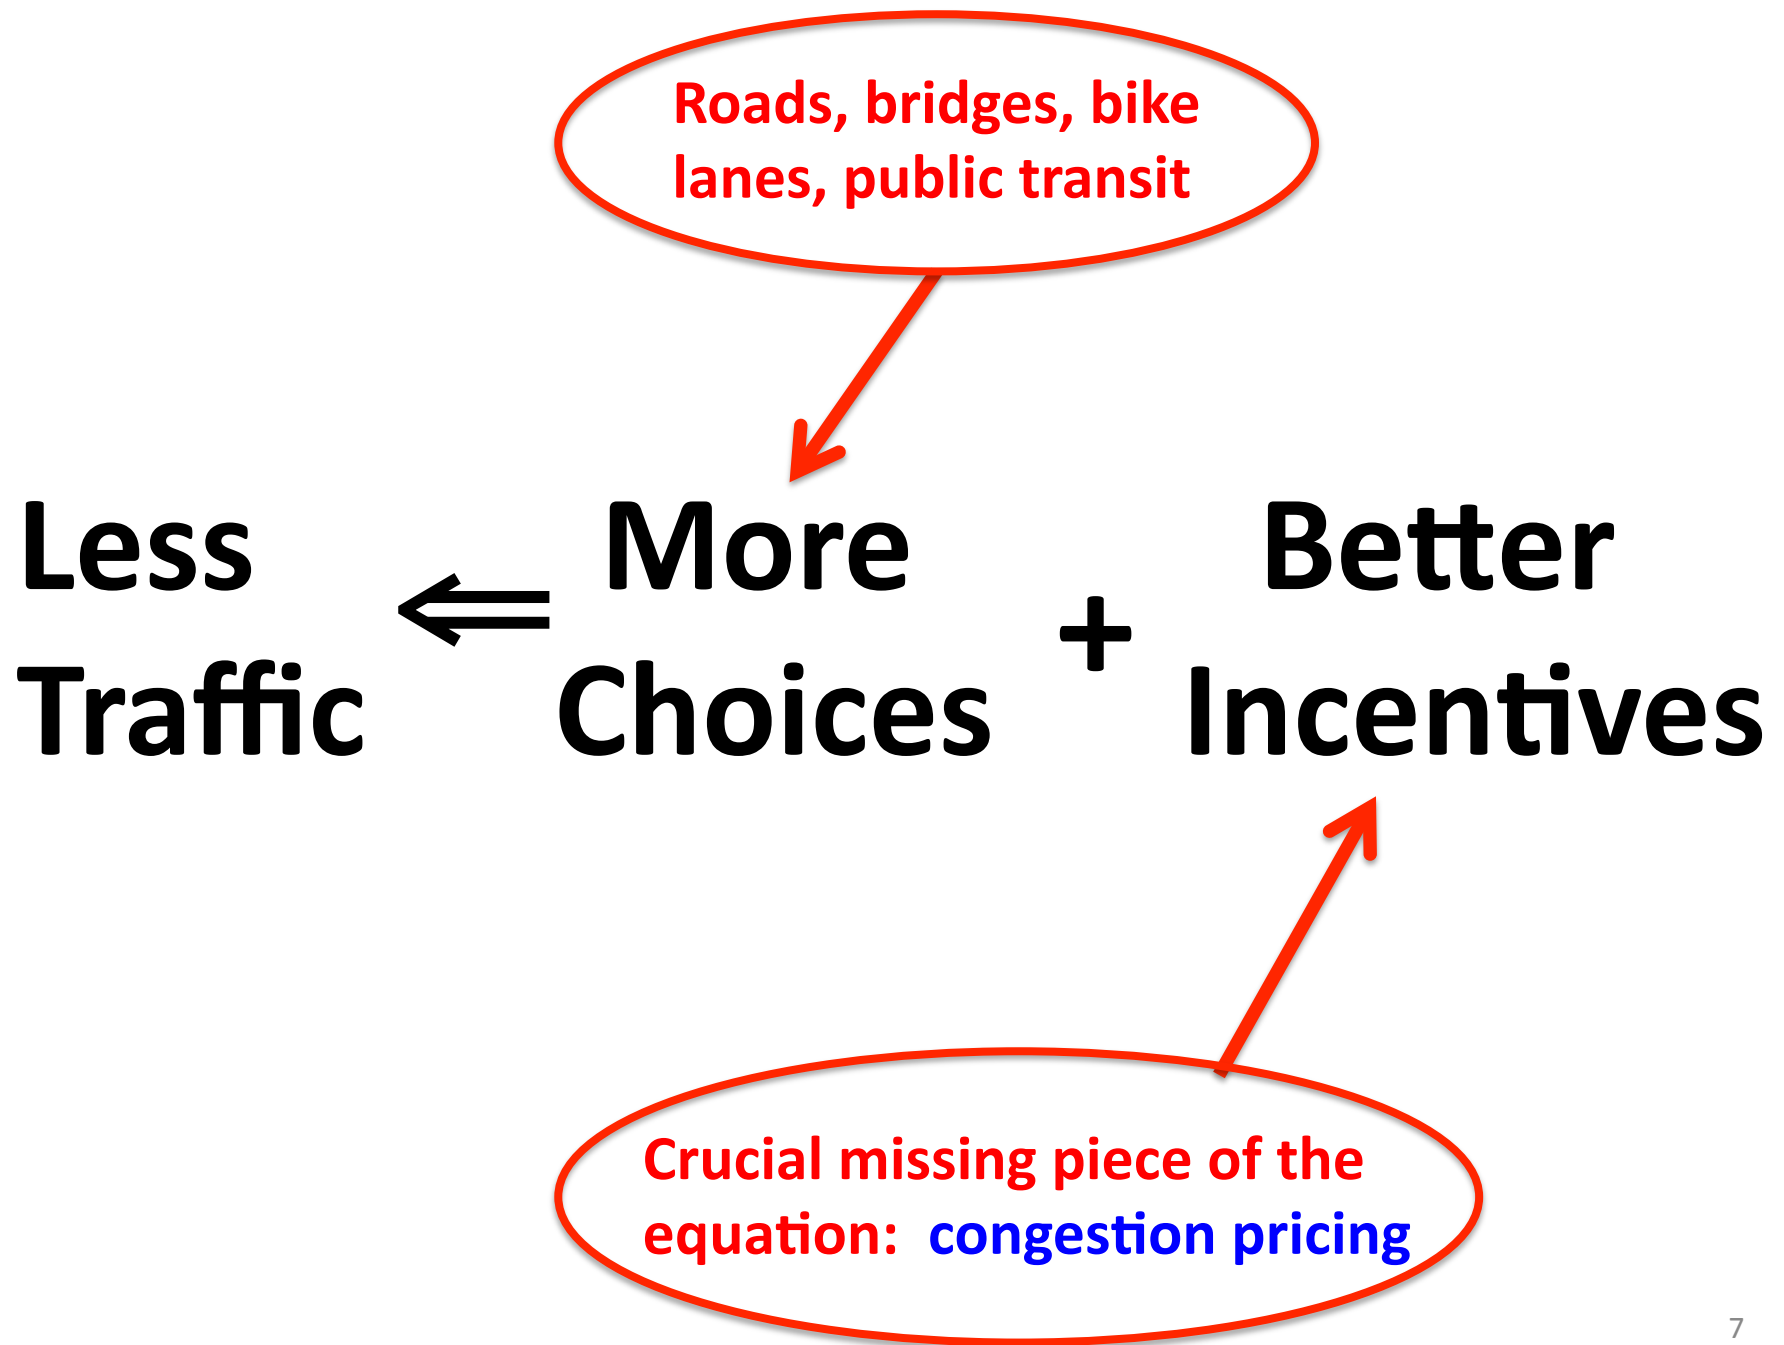 Roads, bridges, bike
lanes, public transit
Less
Traffic
⇐
More
Choices
+
Better
Incentives
Crucial missing piece of the
equation: congestion pricing
7